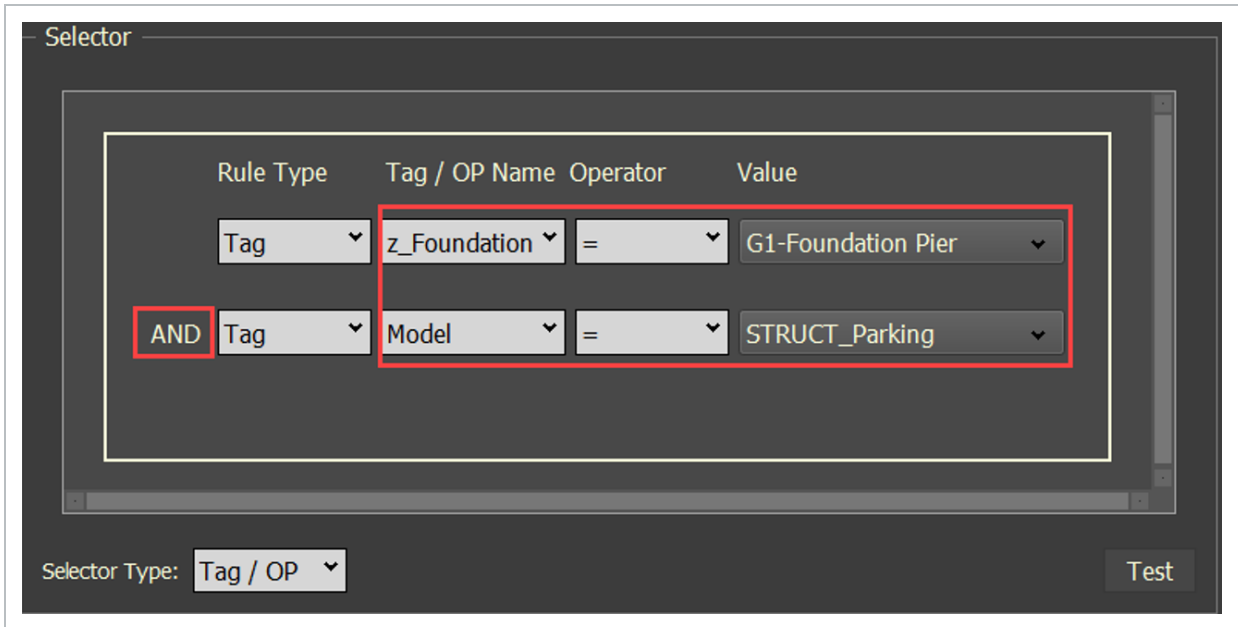 Selector
Rule Type Tag / OP Name Operator Value
Tag z_Foundation = G1-Foundation Pier
AND Tag Model = STRUCT_Parking
Selector Type: Tag / OP Test